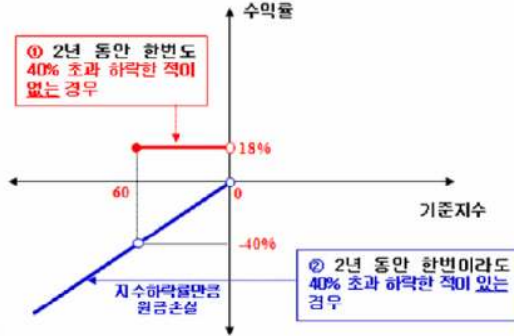 수익률
① 2년 동안 한번도
40% 초과 하락한 적이
없는 경우
18%
60
0
기준지수
-40%
② 2년 동안 한번이라도
40% 초과 하락한 적이 있는
경우
지수하락률만큼
원금손실